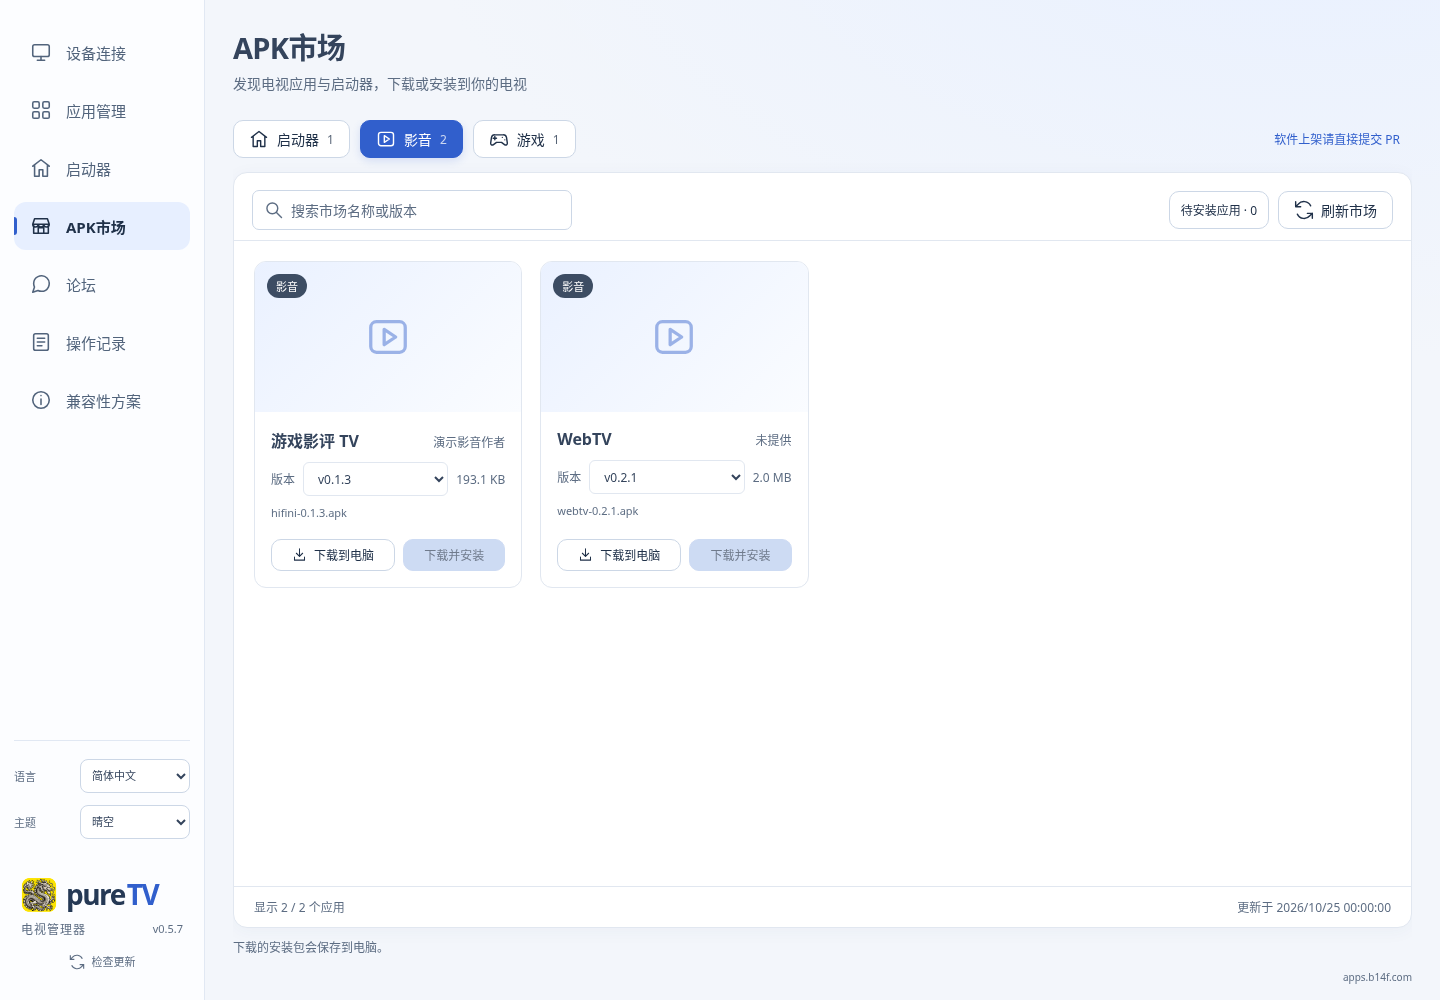 设备连接
应用管理
启动器
APK市场
论坛
操作记录
兼容性方案
语言
简体中文
主题
晴空
pureTV
电视管理器
v0.5.7
检查更新
APK市场
发现电视应用与启动器，下载或安装到你的电视
启动器 1
影音 2
游戏 1
软件上架请直接提交 PR
搜索市场名称或版本
待安装应用 · 0
刷新市场
影音
游戏影评 TV
演示影音作者
版本
v0.1.3
193.1 KB
hifini-0.1.3.apk
下载到电脑
下载并安装
影音
WebTV
未提供
版本
v0.2.1
2.0 MB
webtv-0.2.1.apk
下载到电脑
下载并安装
显示 2 / 2 个应用
更新于 2026/10/25 00:00:00
下载的安装包会保存到电脑。
apps.b14f.com